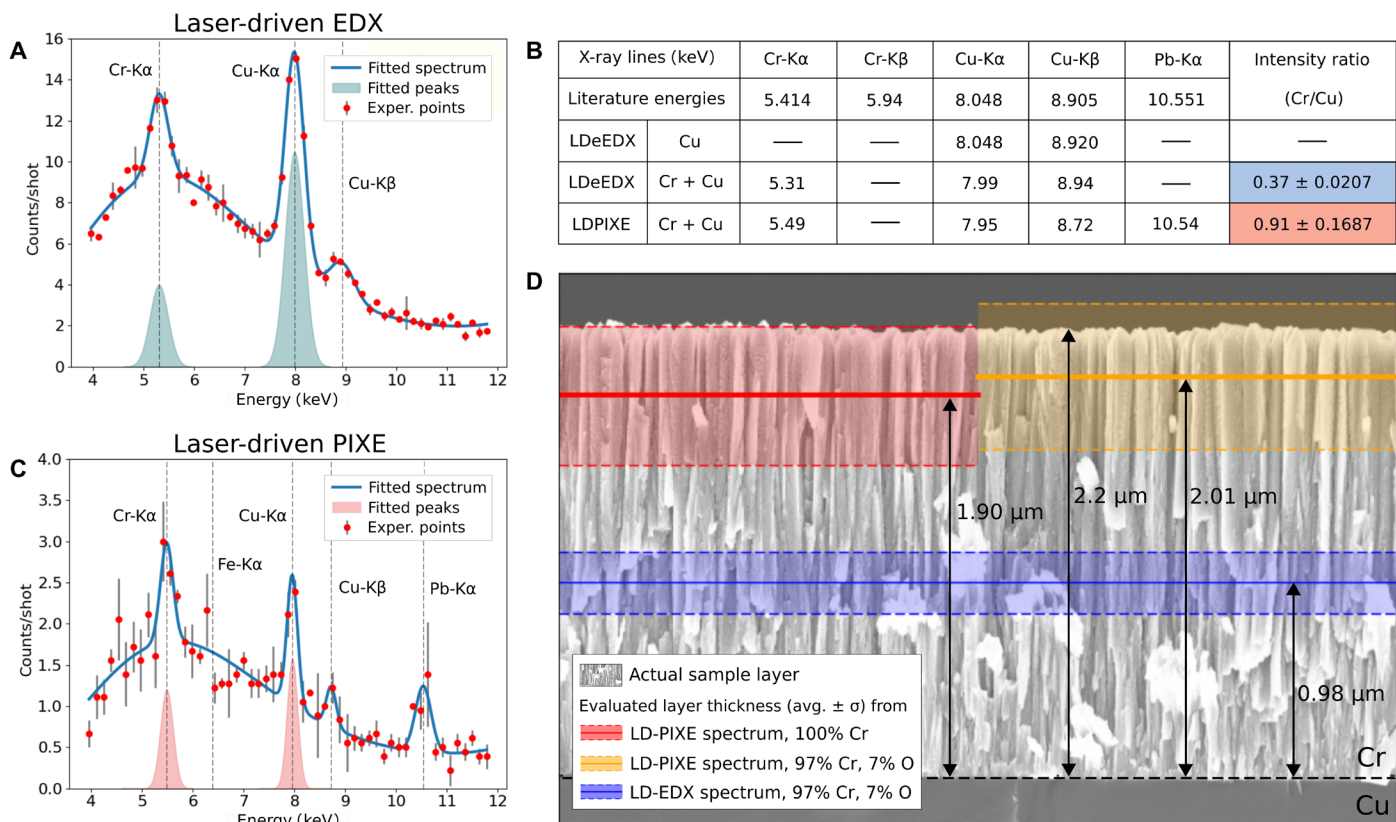 Laser-driven EDX
A
Counts/shot
16
14
12
10
8
6
4
2
0
Cr-Kα
Cu-Kα
Cu-Kβ
Fitted spectrum
Fitted peaks
Exper. points
4 5 6 7 8 9 10 11 12
Energy (keV)
B
X-ray lines (keV) Cr-Kα Cr-Kβ Cu-Kα Cu-Kβ Pb-Kα Intensity ratio
Literature energies 5.414 5.94 8.048 8.905 10.551 (Cr/Cu)
LDeEDX Cu — — 8.048 8.920 — —
LDeEDX Cr + Cu 5.31 — 7.99 8.94 — 0.37 ± 0.0207
LDPIXE Cr + Cu 5.49 — 7.95 8.72 10.54 0.91 ± 0.1687
Laser-driven PIXE
C
Counts/shot
4.0
3.5
3.0
2.5
2.0
1.5
1.0
0.5
0.0
Cr-Kα
Fe-Kα
Cu-Kα
Cu-Kβ
Pb-Kα
Fitted spectrum
Fitted peaks
Exper. points
4 5 6 7 8 9 10 11 12
Energy (keV)
D
1.90 μm
2.2 μm
2.01 μm
0.98 μm
Actual sample layer
Evaluated layer thickness (avg. ± σ) from
LD-PIXE spectrum, 100% Cr
LD-PIXE spectrum, 97% Cr, 7% O
LD-EDX spectrum, 97% Cr, 7% O
Cr
Cu